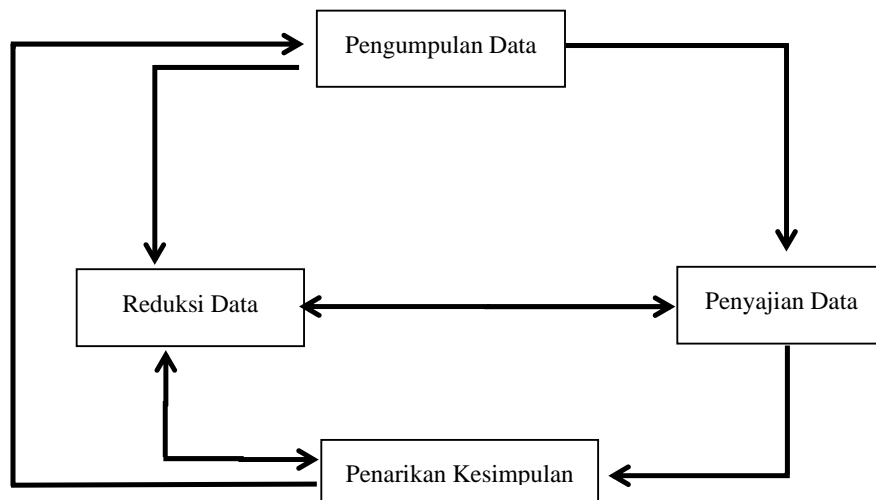 Pengumpulan Data
Reduksi Data
Penyajian Data
Penarikan Kesimpulan